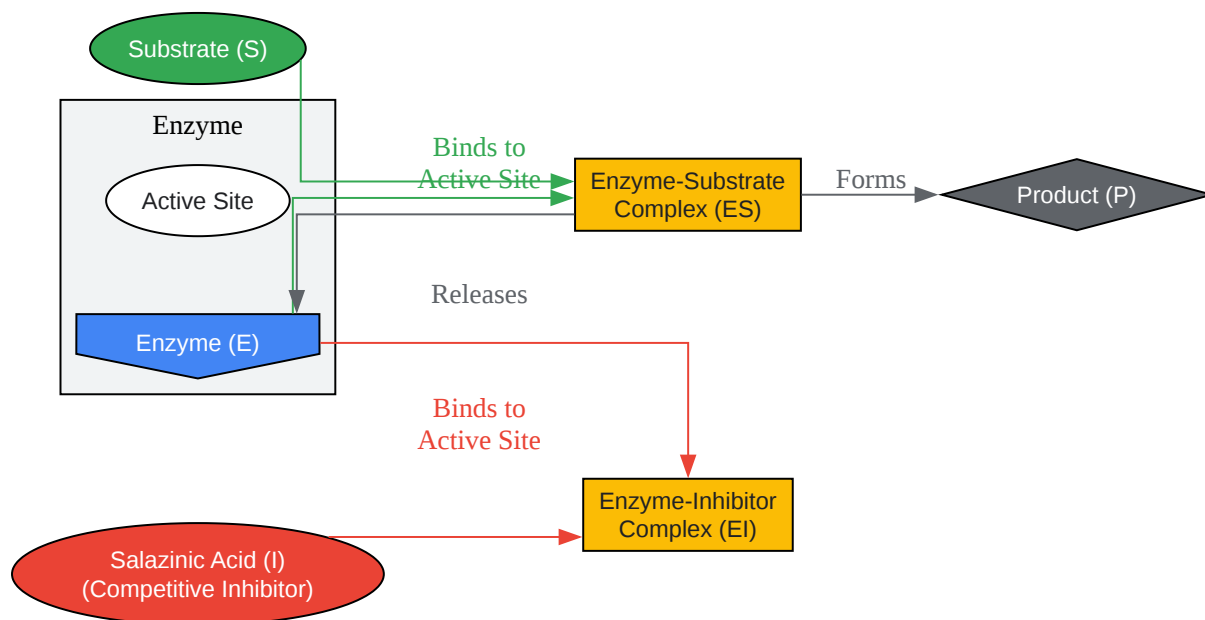 Substrate (S)
Enzyme
Active Site
Enzyme (E)
Binds to
Active Site
Enzyme-Substrate
Complex (ES)
Forms
Product (P)
Releases
Binds to
Active Site
Enzyme-Inhibitor
Complex (EI)
Salazinic Acid (I)
(Competitive Inhibitor)